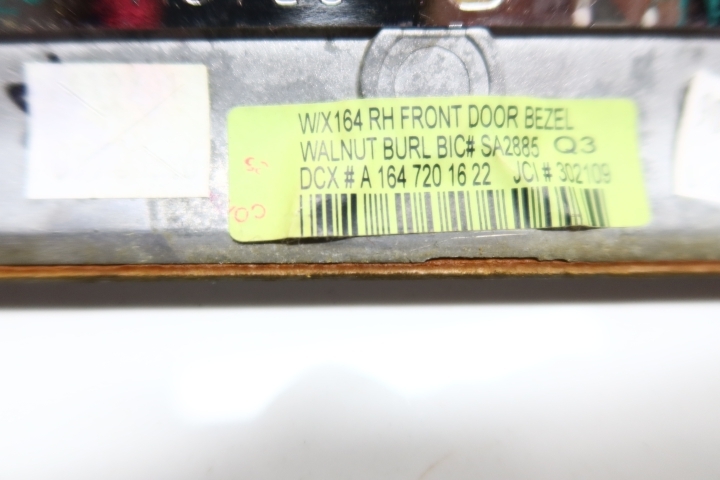 W/X164 RH FRONT DOOR BEZEL
WALNUT BURL BIC# SA2885 Q3
DCX # A 164 720 16 22 JCI # 302109